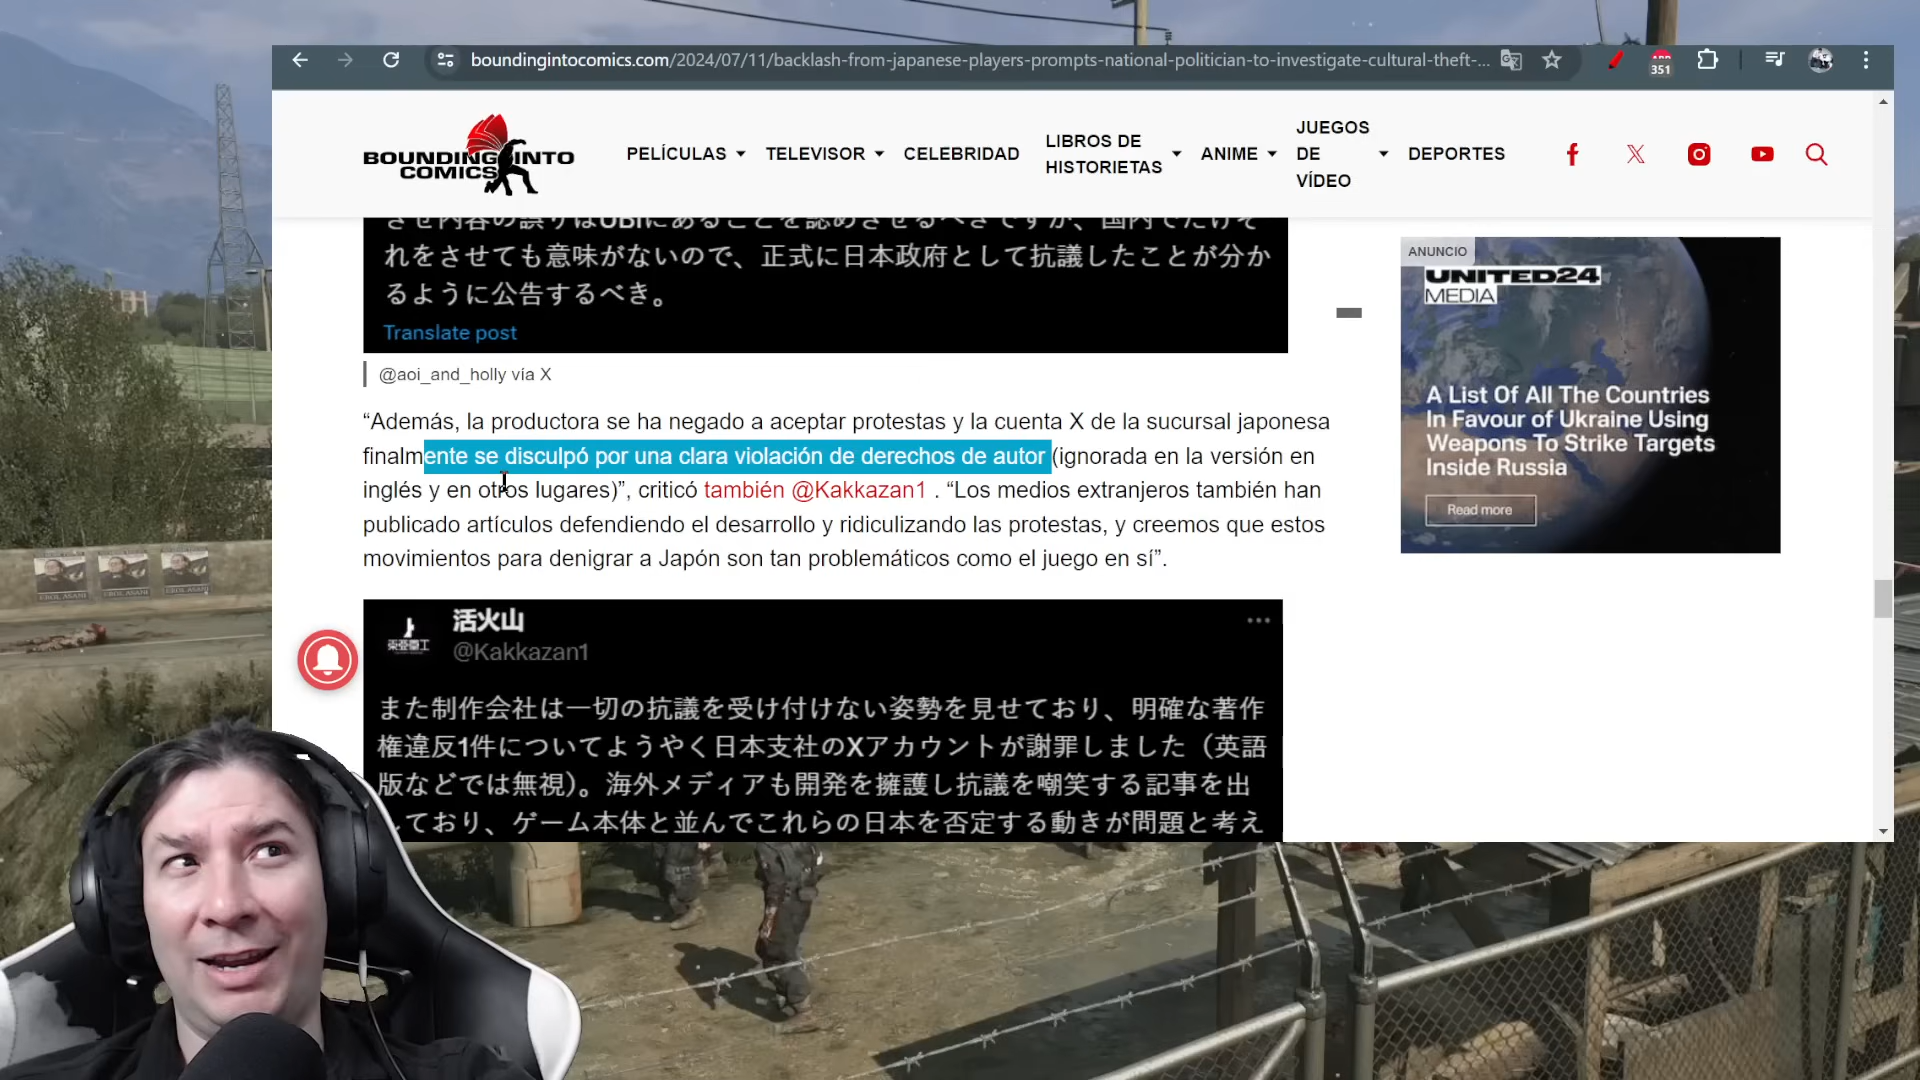 boundingintocomics.com/2024/07/11/backlash-from-japanese-players-prompts-national-politician-to-investigate-cultural-theft-...
351
BOUNDING INTO
COMICS
PELÍCULAS
TELEVISOR
CELEBRIDAD
LIBROS DE
HISTORIETAS
ANIME
JUEGOS
DE
VÍDEO
DEPORTES
させ内容の誤りはUBIにあることを認めさせるべきですが、国内でだけそ
れをさせても意味がないので、正式に日本政府として抗議したことが分か
るように公告するべき。
Translate post
@aoi_and_holly vía X
“Además, la productora se ha negado a aceptar protestas y la cuenta X de la sucursal japonesa
finalmente se disculpó por una clara violación de derechos de autor (ignorada en la versión en
inglés y en otros lugares)”, criticó también @Kakkazan1 . “Los medios extranjeros también han
publicado artículos defendiendo el desarrollo y ridiculizando las protestas, y creemos que estos
movimientos para denigrar a Japón son tan problemáticos como el juego en sí”.
東亜重工
活火山
@Kakkazan1
また制作会社は一切の抗議を受け付けない姿勢を見せており、明確な著作
権違反1件についてようやく日本支社のXアカウントが謝罪しました（英語
版などでは無視）。海外メディアも開発を擁護し抗議を嘲笑する記事を出
しており、ゲーム本体と並んでこれらの日本を否定する動きが問題と考え
ANUNCIO
UNITED24
MEDIA
A List Of All The Countries
In Favour of Ukraine Using
Weapons To Strike Targets
Inside Russia
Read more